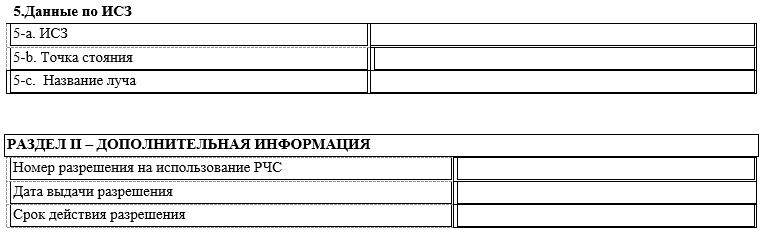 5.Данные по ИСЗ
5-a. ИСЗ
5-b. Точка стояния
5-c. Название луча
РАЗДЕЛ II – ДОПОЛНИТЕЛЬНАЯ ИНФОРМАЦИЯ
Номер разрешения на использование РЧС
Дата выдачи разрешения
Срок действия разрешения